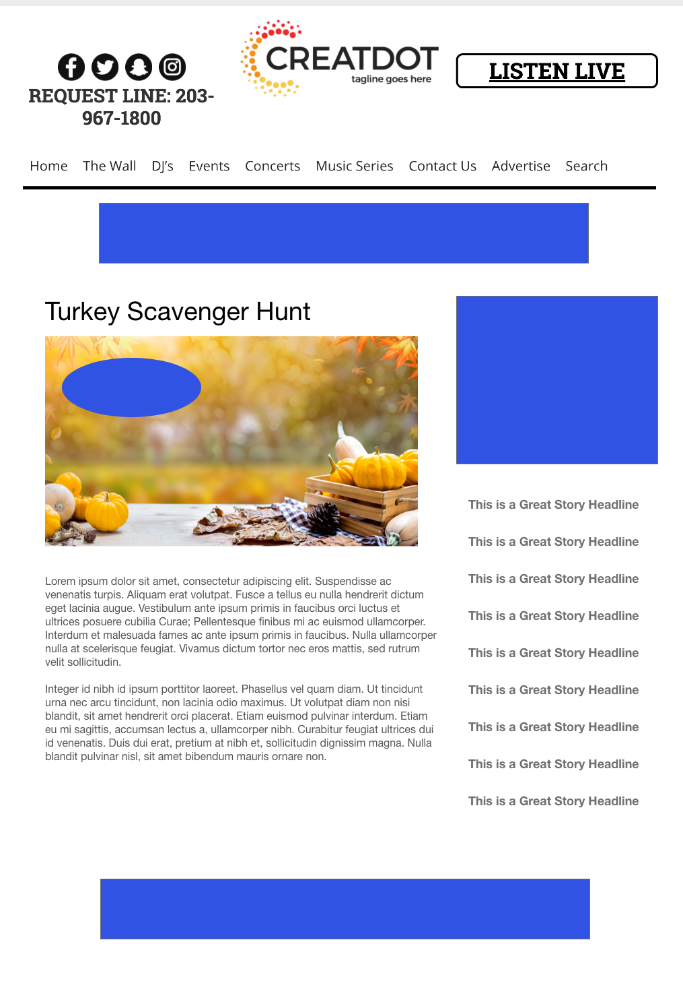 REQUEST LINE: 203-
967-1800
CREATDOT
tagline goes here
LISTEN LIVE
Home The Wall DJ's Events Concerts Music Series Contact Us Advertise Search
Turkey Scavenger Hunt
Lorem ipsum dolor sit amet, consectetur adipiscing elit. Suspendisse ac
venenatis turpis. Aliquam erat volutpat. Fusce a tellus eu nulla hendrerit dictum
eget lacinia augue. Vestibulum ante ipsum primis in faucibus orci luctus et
ultrices posuere cubilia Curae; Pellentesque finibus mi ac euismod ullamcorper.
Interdum et malesuada fames ac ante ipsum primis in faucibus. Nulla ullamcorper
nulla at scelerisque feugiat. Vivamus dictum tortor nec eros mattis, sed rutrum
velit sollicitudin.
Integer id nibh id ipsum porttitor laoreet. Phasellus vel quam diam. Ut tincidunt
urna nec arcu tincidunt, non lacinia odio maximus. Ut volutpat diam non nisi
blandit, sit amet hendrerit orci placerat. Etiam euismod pulvinar interdum. Etiam
eu mi sagittis, accumsan lectus a, ullamcorper nibh. Curabitur feugiat ultrices dui
id venenatis. Duis dui erat, pretium at nibh et, sollicitudin dignissim magna. Nulla
blandit pulvinar nisl, sit amet bibendum mauris ornare non.
This is a Great Story Headline
This is a Great Story Headline
This is a Great Story Headline
This is a Great Story Headline
This is a Great Story Headline
This is a Great Story Headline
This is a Great Story Headline
This is a Great Story Headline
This is a Great Story Headline